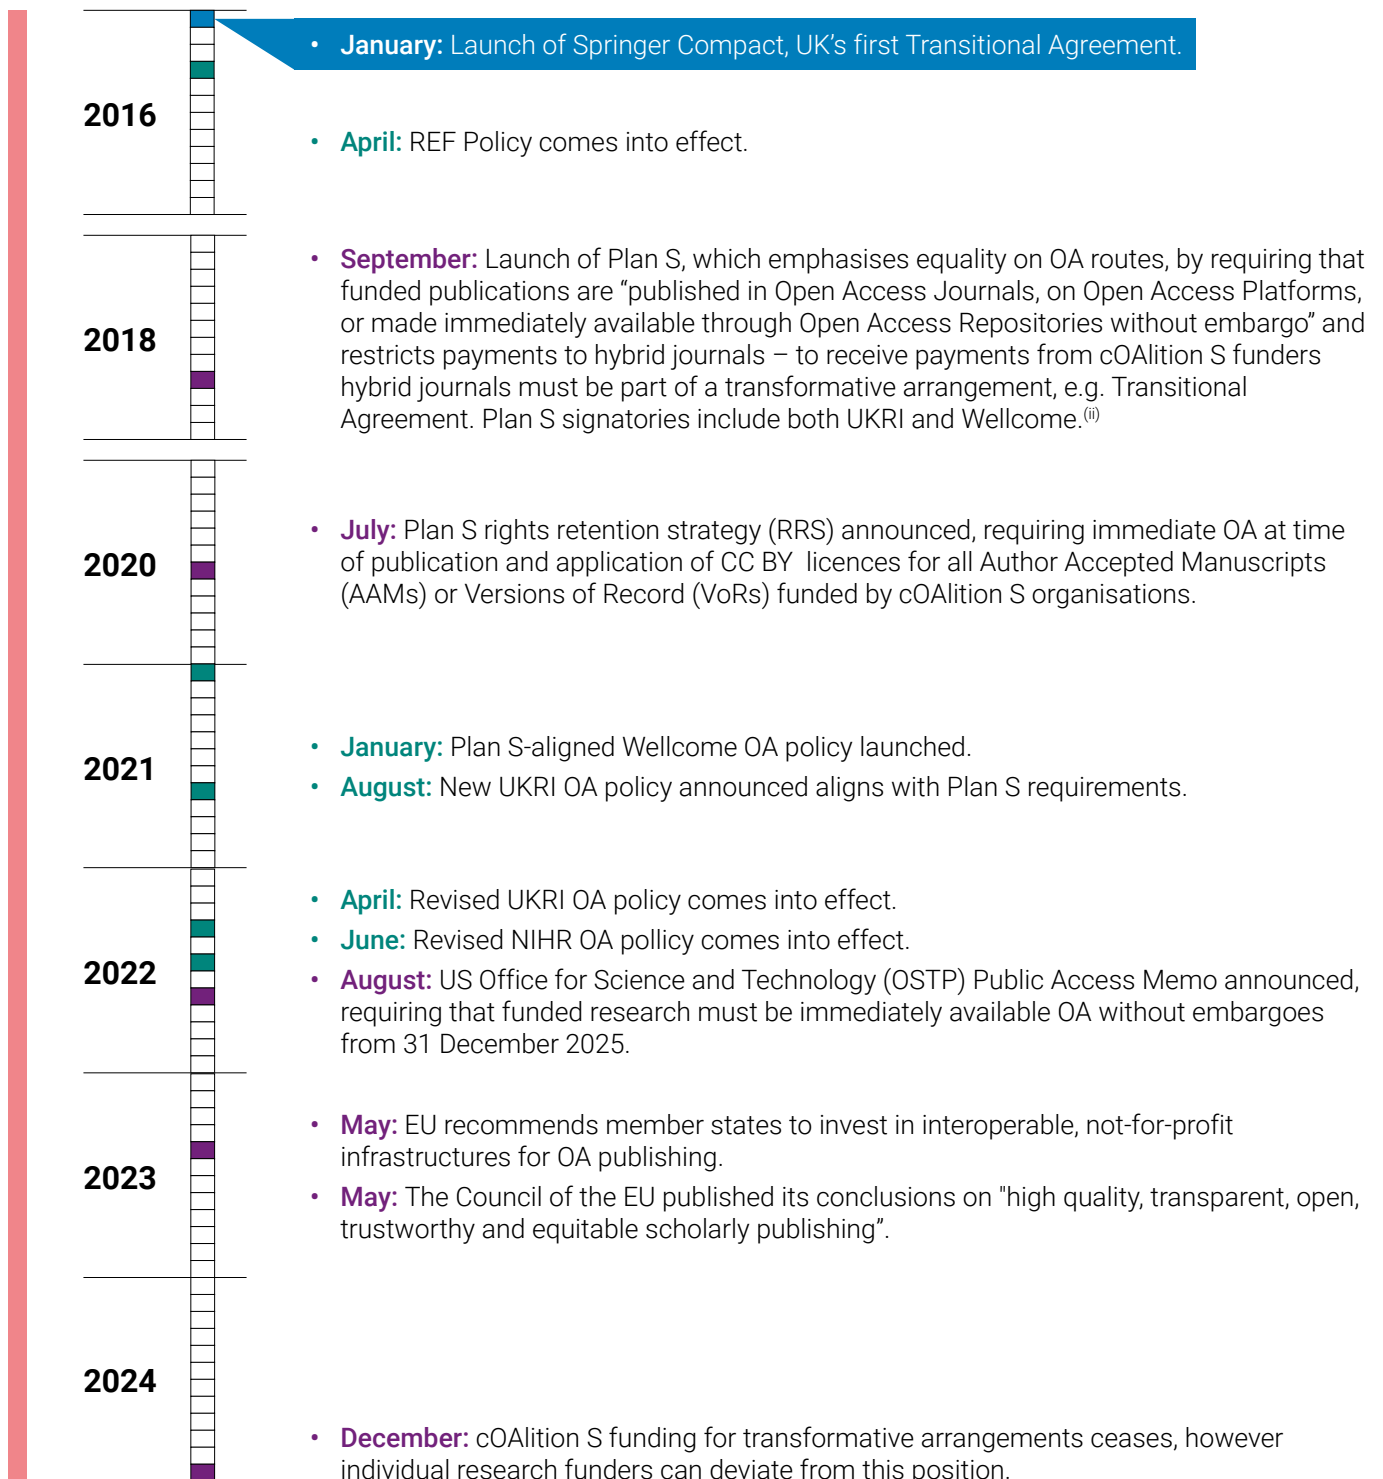 • January: Launch of Springer Compact, UK’s first Transitional Agreement.
2016
• April: REF Policy comes into effect.
• September: Launch of Plan S, which emphasises equality on OA routes, by requiring that
funded publications are “published in Open Access Journals, on Open Access Platforms,
or made immediately available through Open Access Repositories without embargo” and
2018
restricts payments to hybrid journals – to receive payments from cOAlition S funders
hybrid journals must be part of a transformative arrangement, e.g. Transitional
Agreement. Plan S signatories include both UKRI and Wellcome.(ii)
• July: Plan S rights retention strategy (RRS) announced, requiring immediate OA at time
2020
of publication and application of CC BY  licences for all Author Accepted Manuscripts
(AAMs) or Versions of Record (VoRs) funded by cOAlition S organisations.
• January: Plan S-aligned Wellcome OA policy launched.
2021
• August: New UKRI OA policy announced aligns with Plan S requirements.
• April: Revised UKRI OA policy comes into effect.
• June: Revised NIHR OA pollicy comes into effect.
2022
• August: US Office for Science and Technology (OSTP) Public Access Memo announced,
requiring that funded research must be immediately available OA without embargoes
from 31 December 2025.
• May: EU recommends member states to invest in interoperable, not-for-profit
infrastructures for OA publishing.
2023
• May: The Council of the EU published its conclusions on "high quality, transparent, open,
trustworthy and equitable scholarly publishing”.
2024
• December: cOAlition S funding for transformative arrangements ceases, however
individual research funders can deviate from this position.